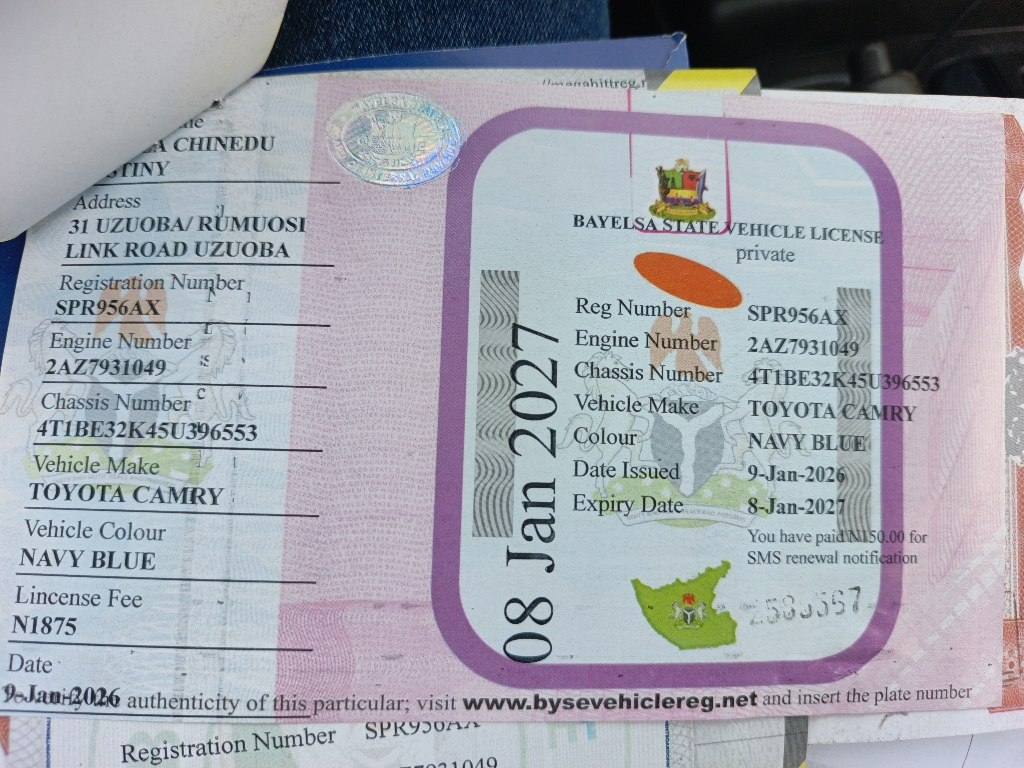 CHINEDU
Address
31 UZUOBA/ RUMUOSI
LINK ROAD UZUOBA
Registration Number
SPR956AX
Engine Number
2AZ7931049
Chassis Number
4T1BE32K45U396553
Vehicle Make
TOYOTA CAMRY
Vehicle Colour
NAVY BLUE
Lincense Fee
N1875
Date
9-Jan-2026
BAYELSA STATE VEHICLE LICENSE
private
08 Jan 2027
Reg Number SPR956AX
Engine Number 2AZ7931049
Chassis Number 4T1BE32K45U396553
Vehicle Make TOYOTA CAMRY
Colour NAVY BLUE
Date Issued 9-Jan-2026
Expiry Date 8-Jan-2027
You have paid N150.00 for
SMS renewal notification
authenticity of this particular; visit www.bysevehiclereg.net and insert the plate number
Registration Number SPR956AX